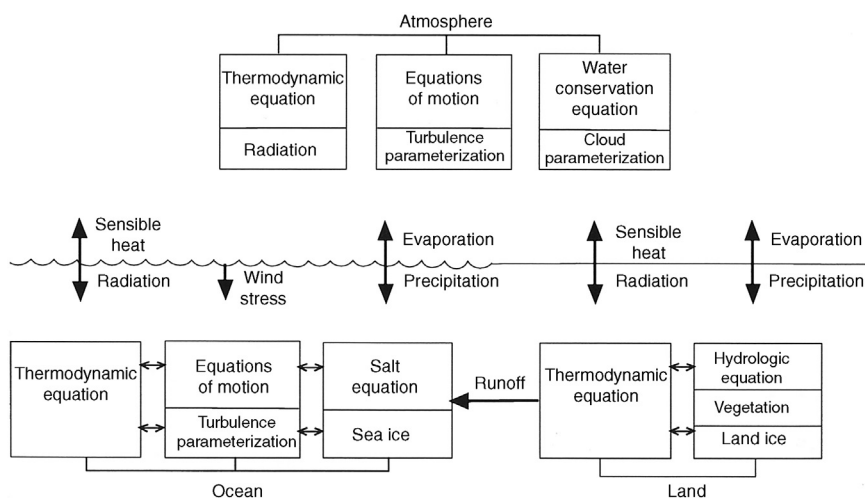 Atmosphere
Thermodynamic
equation
Radiation
Equations
of motion
Turbulence
parameterization
Water
conservation
equation
Cloud
parameterization
Sensible
heat
Radiation
Wind
stress
Evaporation
Precipitation
Sensible
heat
Radiation
Evaporation
Precipitation
Thermodynamic
equation
Equations
of motion
Turbulence
parameterization
Salt
equation
Sea ice
Runoff
Thermodynamic
equation
Hydrologic
equation
Vegetation
Land ice
Ocean
Land